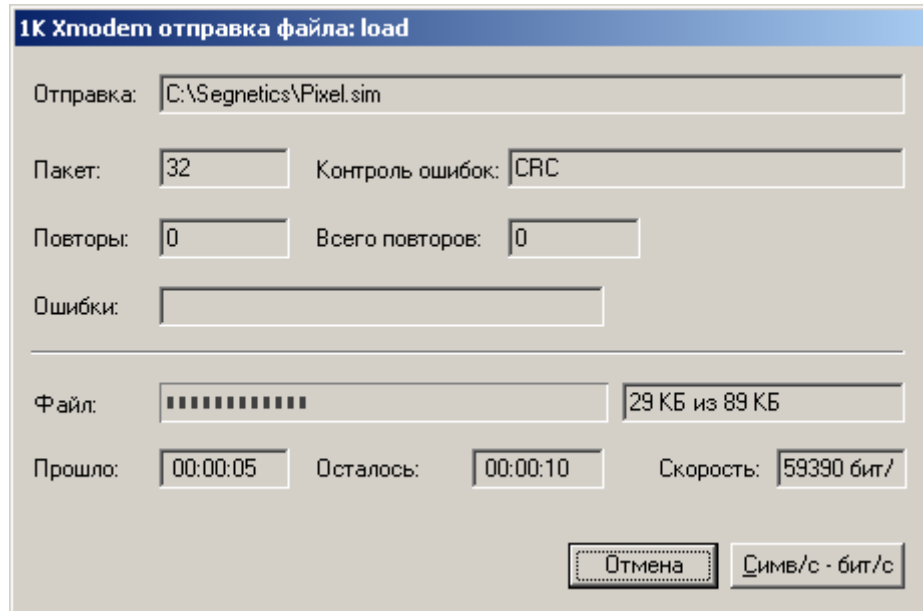 1K Xmodem отправка файла: load
Отправка: C:\Segnetics\Pixel.sim
Пакет: 32 Контроль ошибок: CRC
Повторы: 0 Всего повторов: 0
Ошибки:
Файл: 29 КБ из 89 КБ
Прошло: 00:00:05 Осталось: 00:00:10 Скорость: 59390 бит/
Отмена Симв/с - бит/с